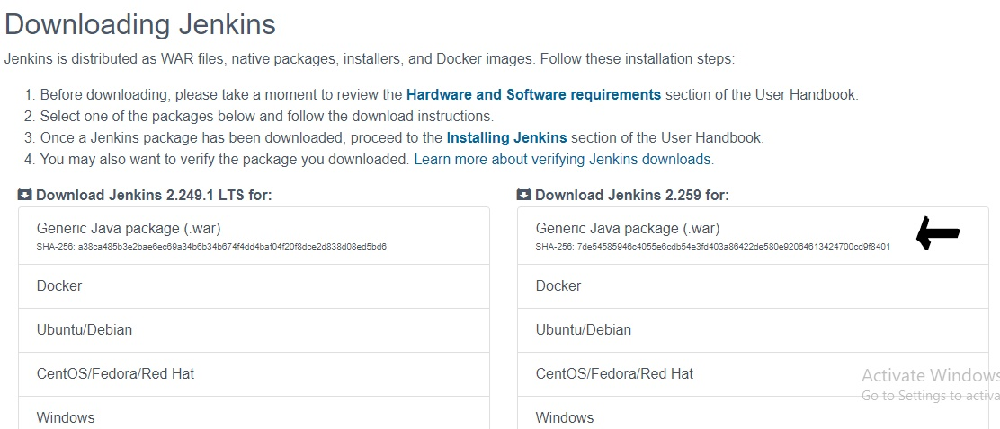 Downloading Jenkins
Jenkins is distributed as WAR files, native packages, installers, and Docker images. Follow these installation steps:
1. Before downloading, please take a moment to review the Hardware and Software requirements section of the User Handbook.
2. Select one of the packages below and follow the download instructions.
3. Once a Jenkins package has been downloaded, proceed to the Installing Jenkins section of the User Handbook.
4. You may also want to verify the package you downloaded. Learn more about verifying Jenkins downloads.
Download Jenkins 2.249.1 LTS for:
Generic Java package (.war)
SHA-256: a38ca485b3e2bae6ec69a34b6b34b674f4dd4baf04f20f8dce2d838d08ed5bd6
Docker
Ubuntu/Debian
CentOS/Fedora/Red Hat
Windows
Download Jenkins 2.259 for:
Generic Java package (.war)
SHA-256: 7de54585946c4055e6cdb54e3fd403a86422de580e92064613424700cd9f8401
Docker
Ubuntu/Debian
CentOS/Fedora/Red Hat
Windows
Activate Windows
Go to Settings to activa